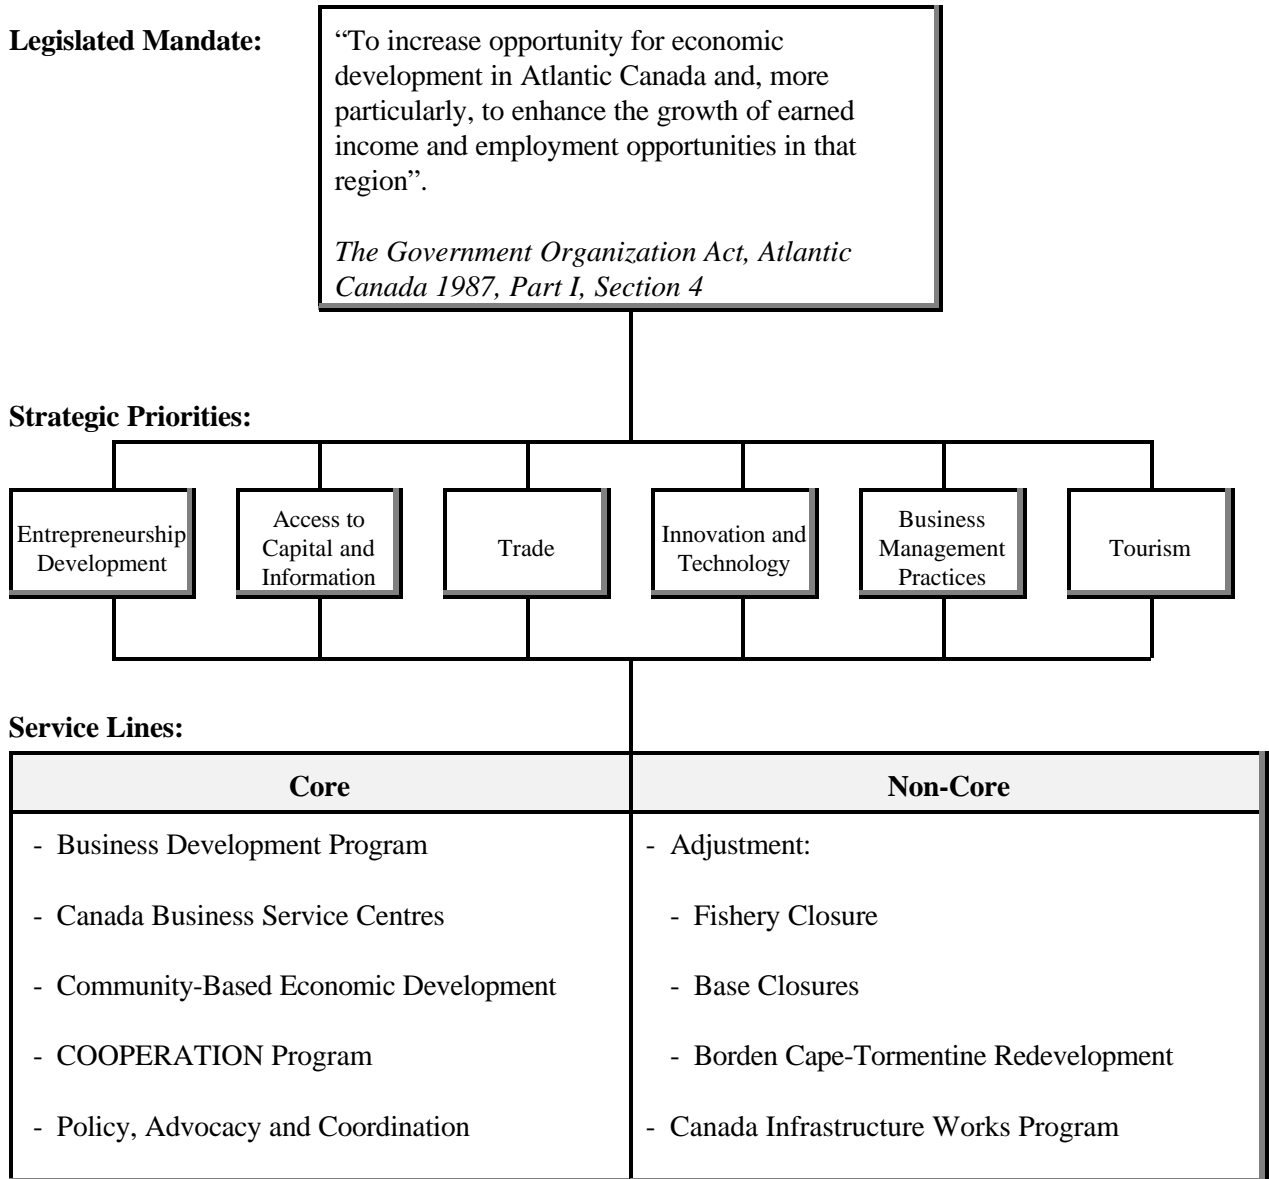 Legislated Mandate:
“To increase opportunity for economic
development in Atlantic Canada and, more
particularly, to enhance the growth of earned
income and employment opportunities in that
region”.
The Government Organization Act, Atlantic
Canada 1987, Part I, Section 4
Strategic Priorities:
Entrepreneurship
Development
Access to
Capital and
Information
Trade
Innovation and
Technology
Business
Management
Practices
Tourism
Service Lines:
Core
Non-Core
- Business Development Program
- Canada Business Service Centres
- Community-Based Economic Development
- COOPERATION Program
- Policy, Advocacy and Coordination
- Adjustment:
- Fishery Closure
- Base Closures
- Borden Cape-Tormentine Redevelopment
- Canada Infrastructure Works Program